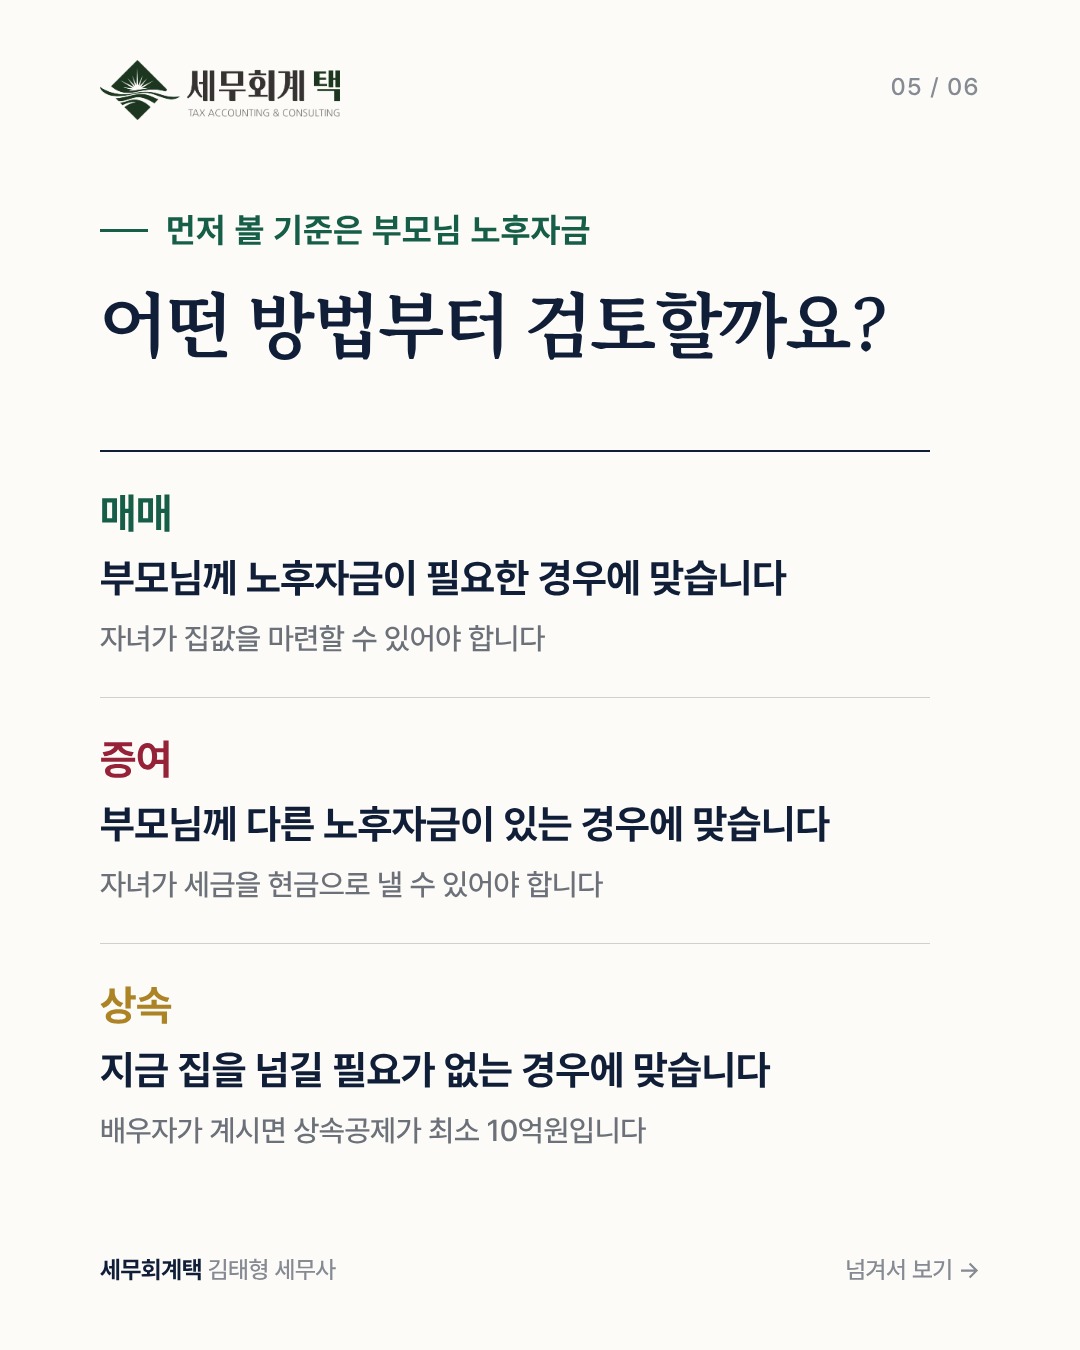 세무회계 택
TAX ACCOUNTING & CONSULTING
05 / 06
먼저 볼 기준은 부모님 노후자금
어떤 방법부터 검토할까요?
매매
부모님께 노후자금이 필요한 경우에 맞습니다
자녀가 집값을 마련할 수 있어야 합니다
증여
부모님께 다른 노후자금이 있는 경우에 맞습니다
자녀가 세금을 현금으로 낼 수 있어야 합니다
상속
지금 집을 넘길 필요가 없는 경우에 맞습니다
배우자가 계시면 상속공제가 최소 10억원입니다
세무회계택 김태형 세무사
넘겨서 보기 →